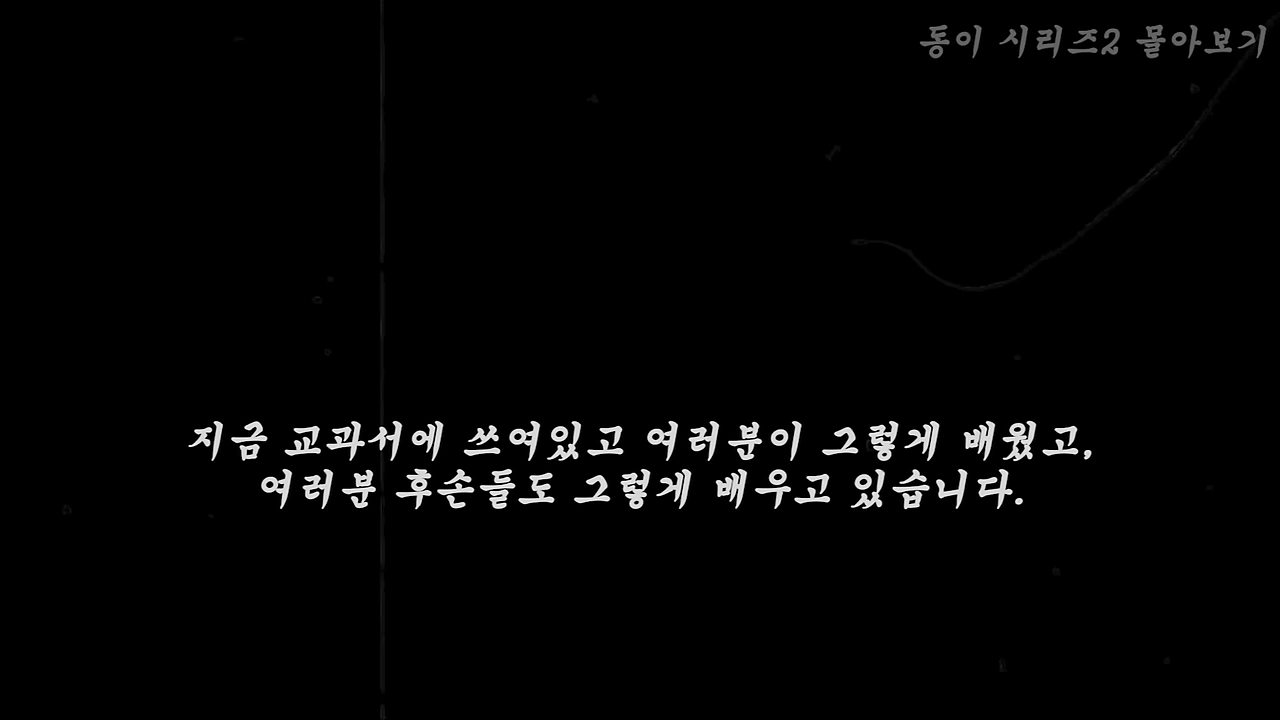 동이 시리즈2 몰아보기
지금 교과서에 쓰여있고 여러분이 그렇게 배웠고,
여러분 후손들도 그렇게 배우고 있습니다.